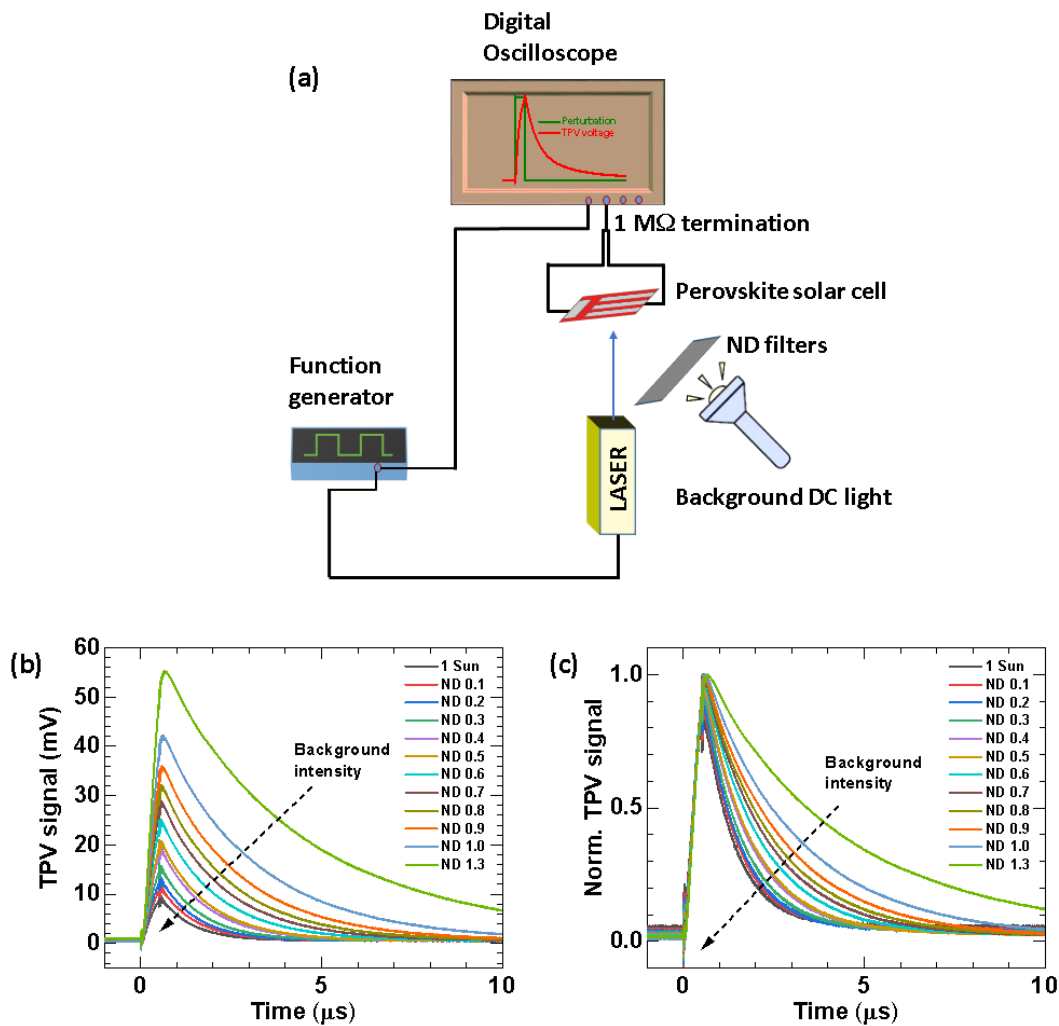 Digital
Oscilloscope
(a)
Perturbation
TPV voltage
1 MΩ termination
Perovskite solar cell
ND filters
Function
generator
LASER
Background DC light
(b)
60
50
40
30
20
10
0
TPV signal (mV)
1 Sun
ND 0.1
ND 0.2
ND 0.3
ND 0.4
ND 0.5
ND 0.6
ND 0.7
ND 0.8
ND 0.9
ND 1.0
ND 1.3
Background
intensity
0
5
10
Time (μs)
(c)
1.0
0.5
0.0
Norm. TPV signal
1 Sun
ND 0.1
ND 0.2
ND 0.3
ND 0.4
ND 0.5
ND 0.6
ND 0.7
ND 0.8
ND 0.9
ND 1.0
ND 1.3
Background
intensity
0
5
10
Time (μs)